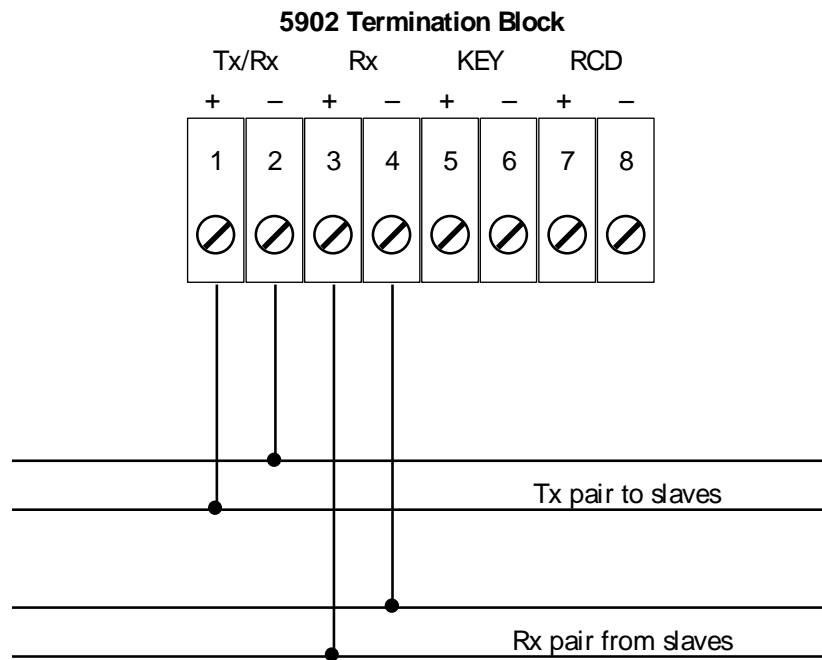 5902 Termination Block
Tx/Rx Rx KEY RCD
+ – + – + – + –
1 2 3 4 5 6 7 8
Tx pair to slaves
Rx pair from slaves